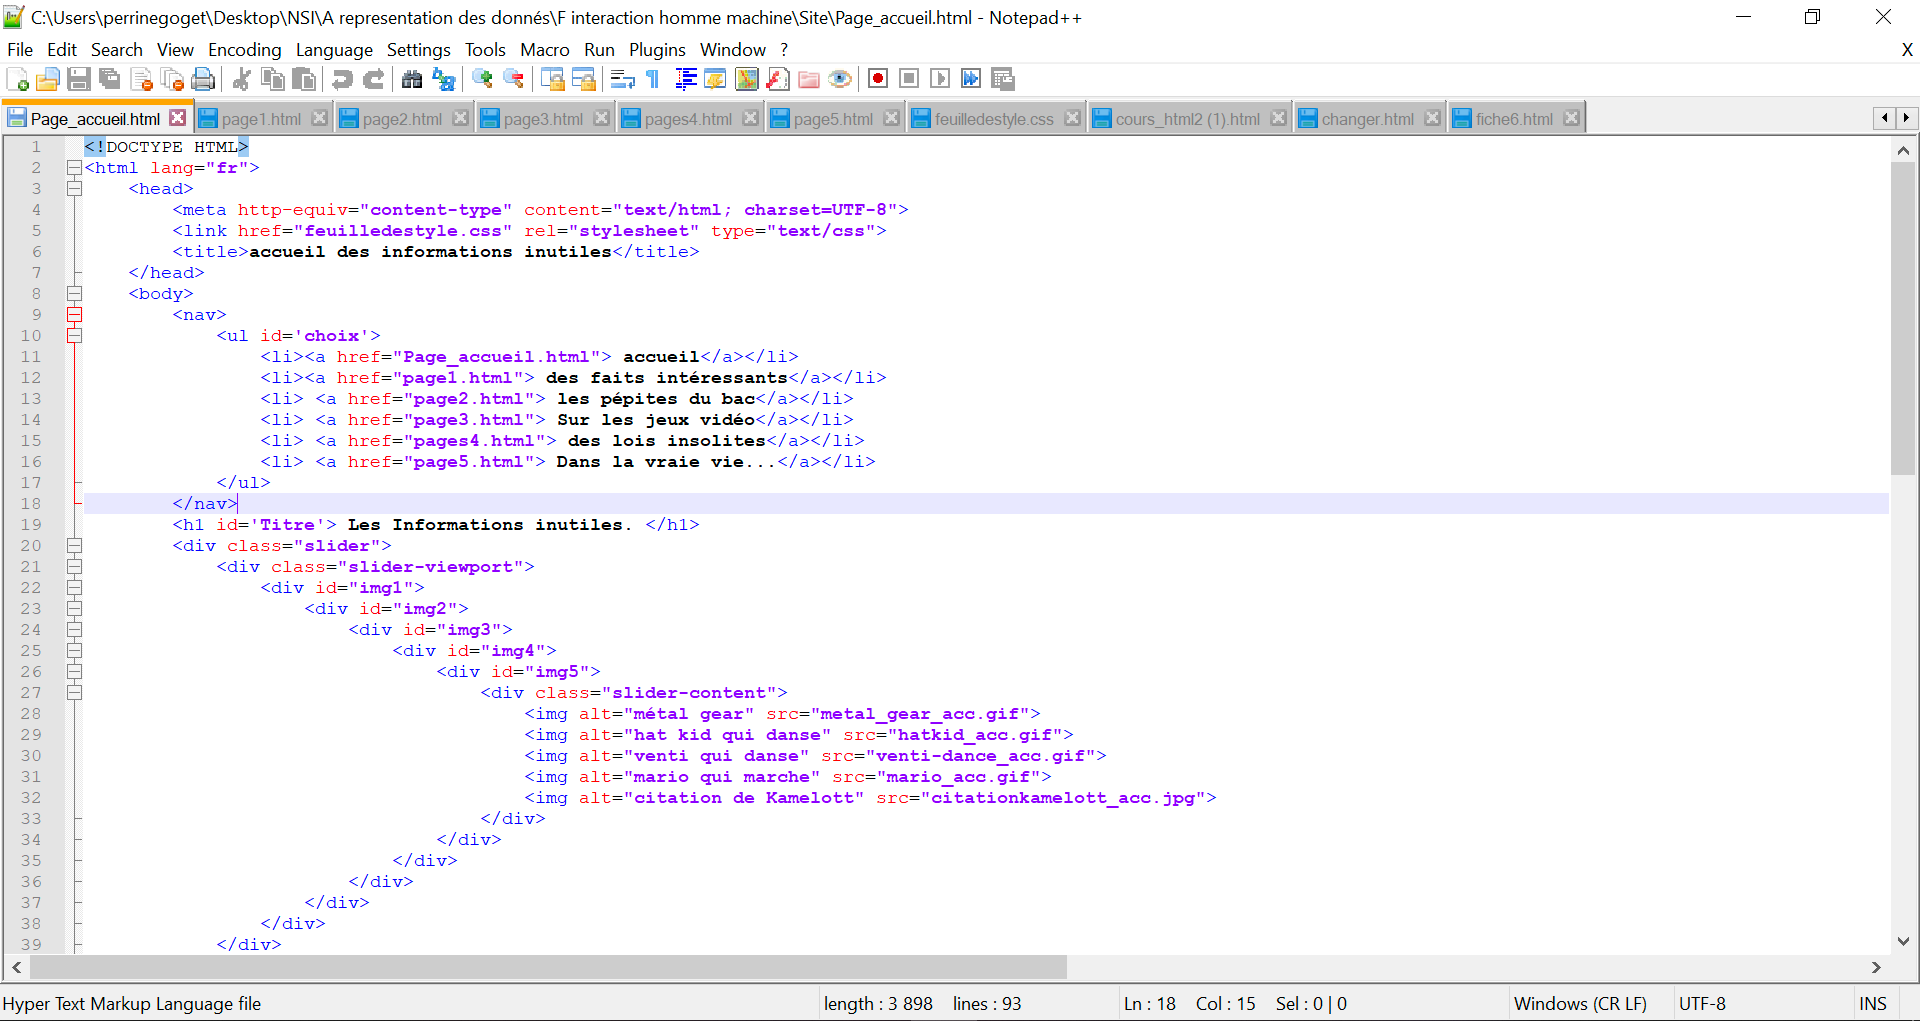 C:\Users\perrinegoget\Desktop\NSI\A representation des donnés\F interaction homme machine\Site\Page_accueil.html - Notepad++
File Edit Search View Encoding Language Settings Tools Macro Run Plugins Window ? X
Page_accueil.html page1.html page2.html page3.html pages4.html page5.html feuilledestyle.css cours_html2 (1).html changer.html fiche6.html
1 <!DOCTYPE HTML>
2 <html lang="fr">
3 <head>
4 <meta http-equiv="content-type" content="text/html; charset=UTF-8">
5 <link href="feuilledestyle.css" rel="stylesheet" type="text/css">
6 <title>accueil des informations inutiles</title>
7 </head>
8 <body>
9 <nav>
10 <ul id='choix'>
11 <li><a href="Page_accueil.html"> accueil</a></li>
12 <li><a href="page1.html"> des faits intéressants</a></li>
13 <li> <a href="page2.html"> les pépites du bac</a></li>
14 <li> <a href="page3.html"> Sur les jeux vidéo</a></li>
15 <li> <a href="pages4.html"> des lois insolites</a></li>
16 <li> <a href="page5.html"> Dans la vraie vie...</a></li>
17 </ul>
18 </nav>
19 <h1 id='Titre'> Les Informations inutiles. </h1>
20 <div class="slider">
21 <div class="slider-viewport">
22 <div id="img1">
23 <div id="img2">
24 <div id="img3">
25 <div id="img4">
26 <div id="img5">
27 <div class="slider-content">
28 <img alt="métal gear" src="metal_gear_acc.gif">
29 <img alt="hat kid qui danse" src="hatkid_acc.gif">
30 <img alt="venti qui danse" src="venti-dance_acc.gif">
31 <img alt="mario qui marche" src="mario_acc.gif">
32 <img alt="citation de Kamelott" src="citationkamelott_acc.jpg">
33 </div>
34 </div>
35 </div>
36 </div>
37 </div>
38 </div>
39 </div>
Hyper Text Markup Language file length : 3 898 lines : 93 Ln : 18 Col : 15 Sel : 0 | 0 Windows (CR LF) UTF-8 INS